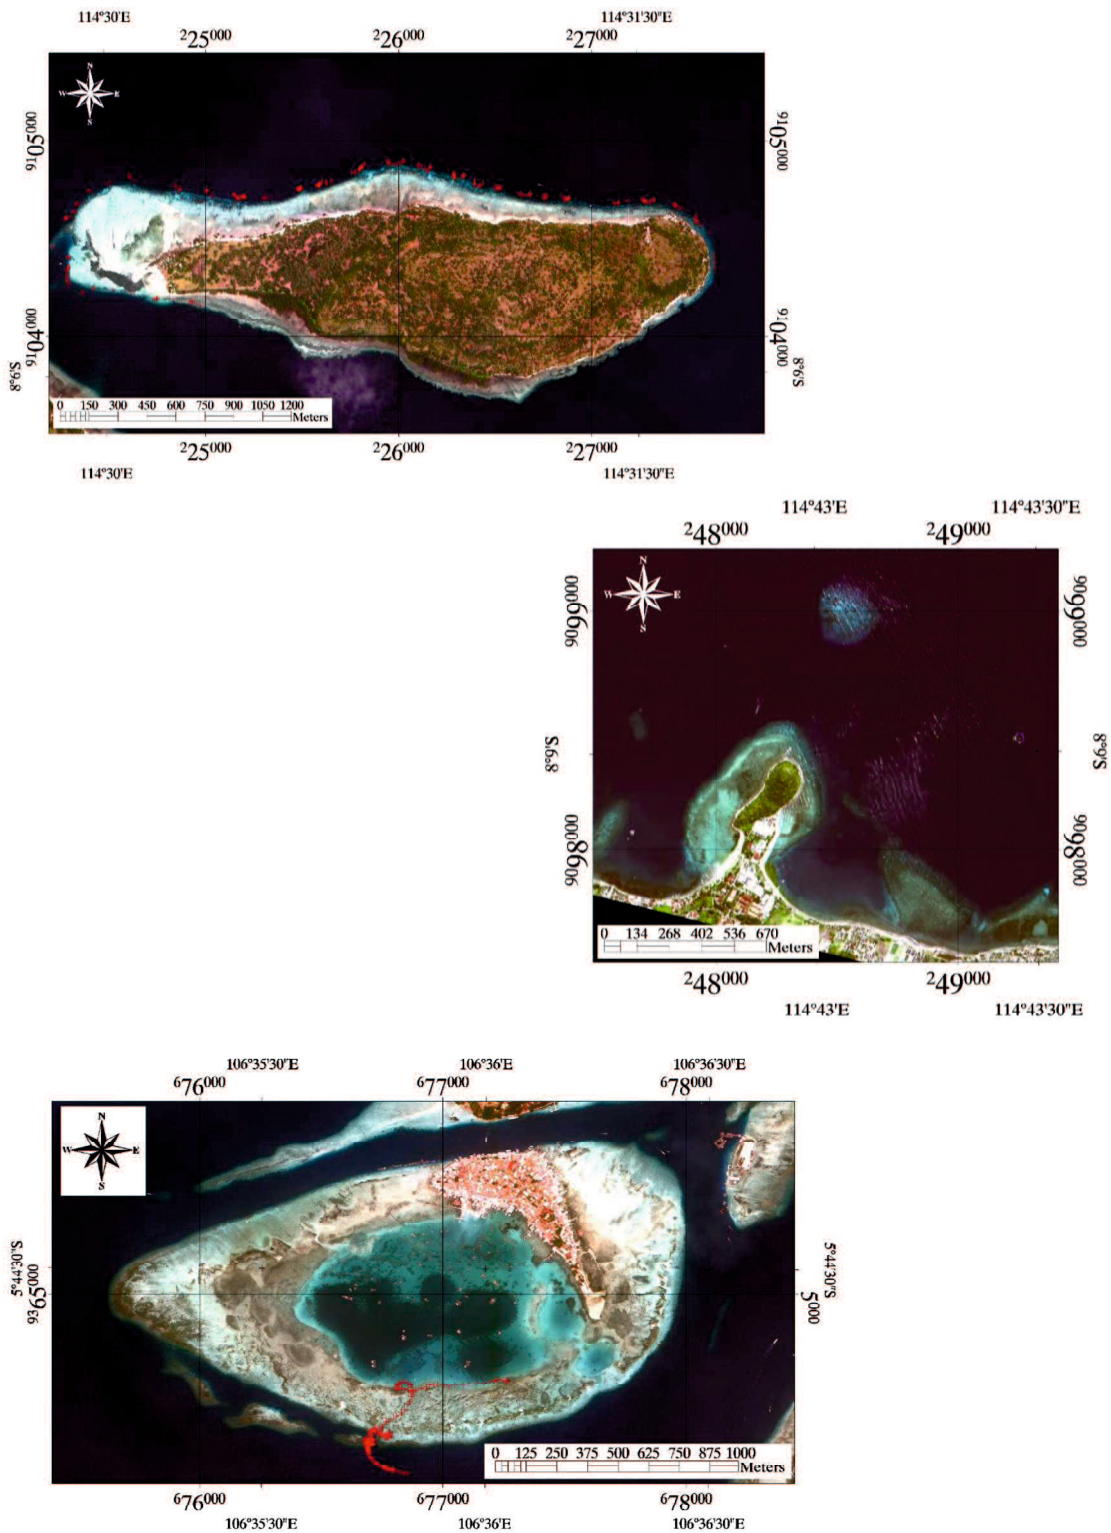 114°30'E 114°31'30"E
225000 226000 227000
N
W E
S
9105000 9105000
9104000 9104000
8°6'S 8°6'S
0 150 300 450 600 750 900 1050 1200
Meters
225000 226000 227000
114°30'E 114°31'30"E
114°43'E 114°43'30"E
248000 249000
N
W E
S
9099000 9099000
8°9'S 8°9'S
9098000 9098000
0 134 268 402 536 670
Meters
248000 249000
114°43'E 114°43'30"E
106°35'30"E 106°36'E 106°36'30"E
676000 677000 678000
N
W E
S
5°44'30"S 5°44'30"S
9365000 5000
0 125 250 375 500 625 750 875 1000
Meters
676000 677000 678000
106°35'30"E 106°36'E 106°36'30"E